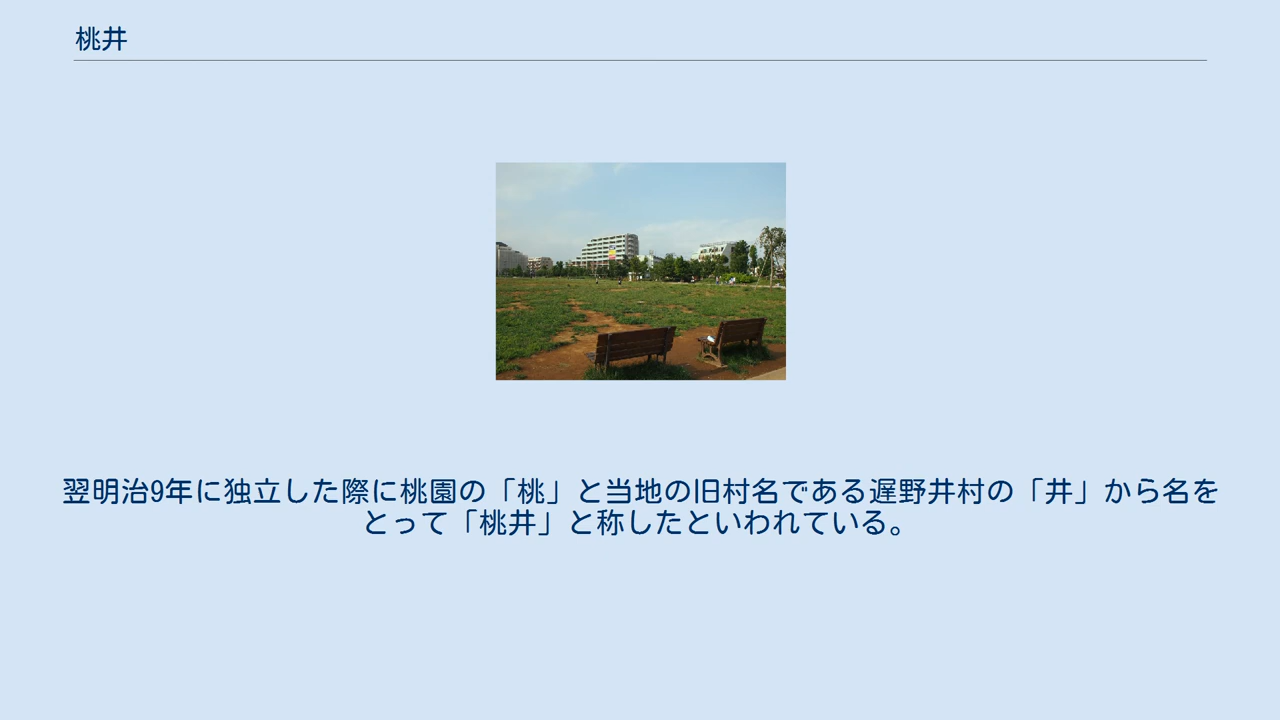 桃井
翌明治9年に独立した際に桃園の「桃」と当地の旧村名である遅野井村の「井」から名を
とって「桃井」と称したといわれている。